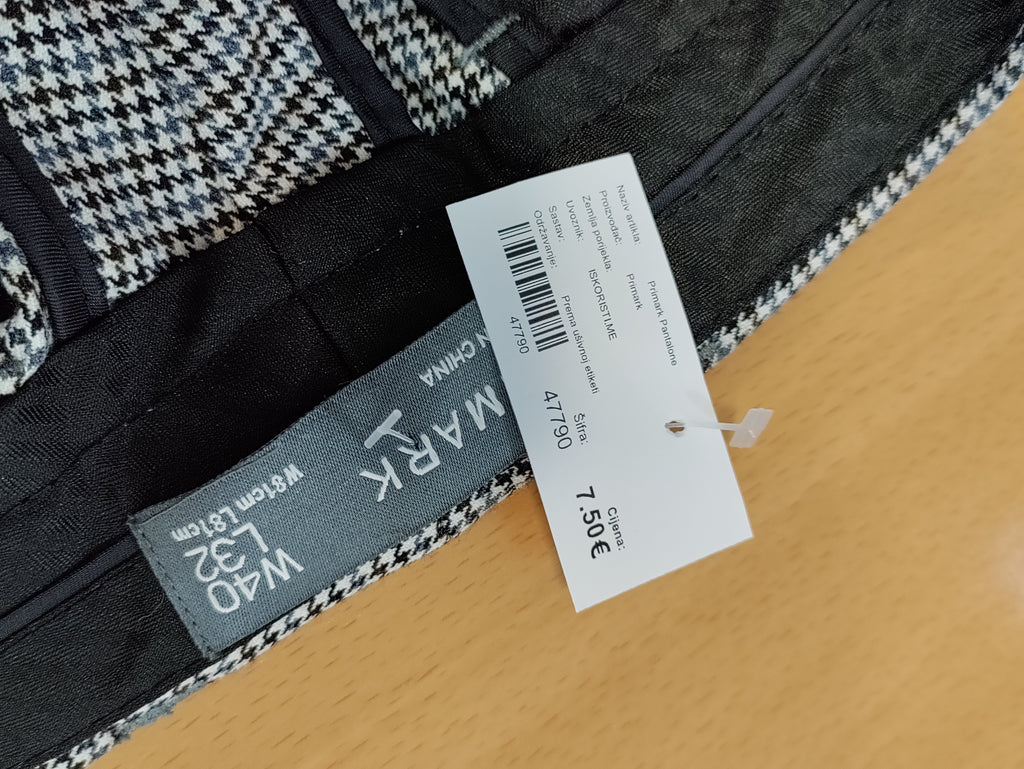 Naziv artikla: Primark Pantalone
Proizvođač: Primark
Zemlja porijekla:
Uvoznik: ISKORISTI.ME
Sastav:
Održavanje: Prema ušivnoj etiketi
47790
Šifra:
47790
Cijena:
7.50€
MARK
N CHINA
W81cm L81cm
W40
L32